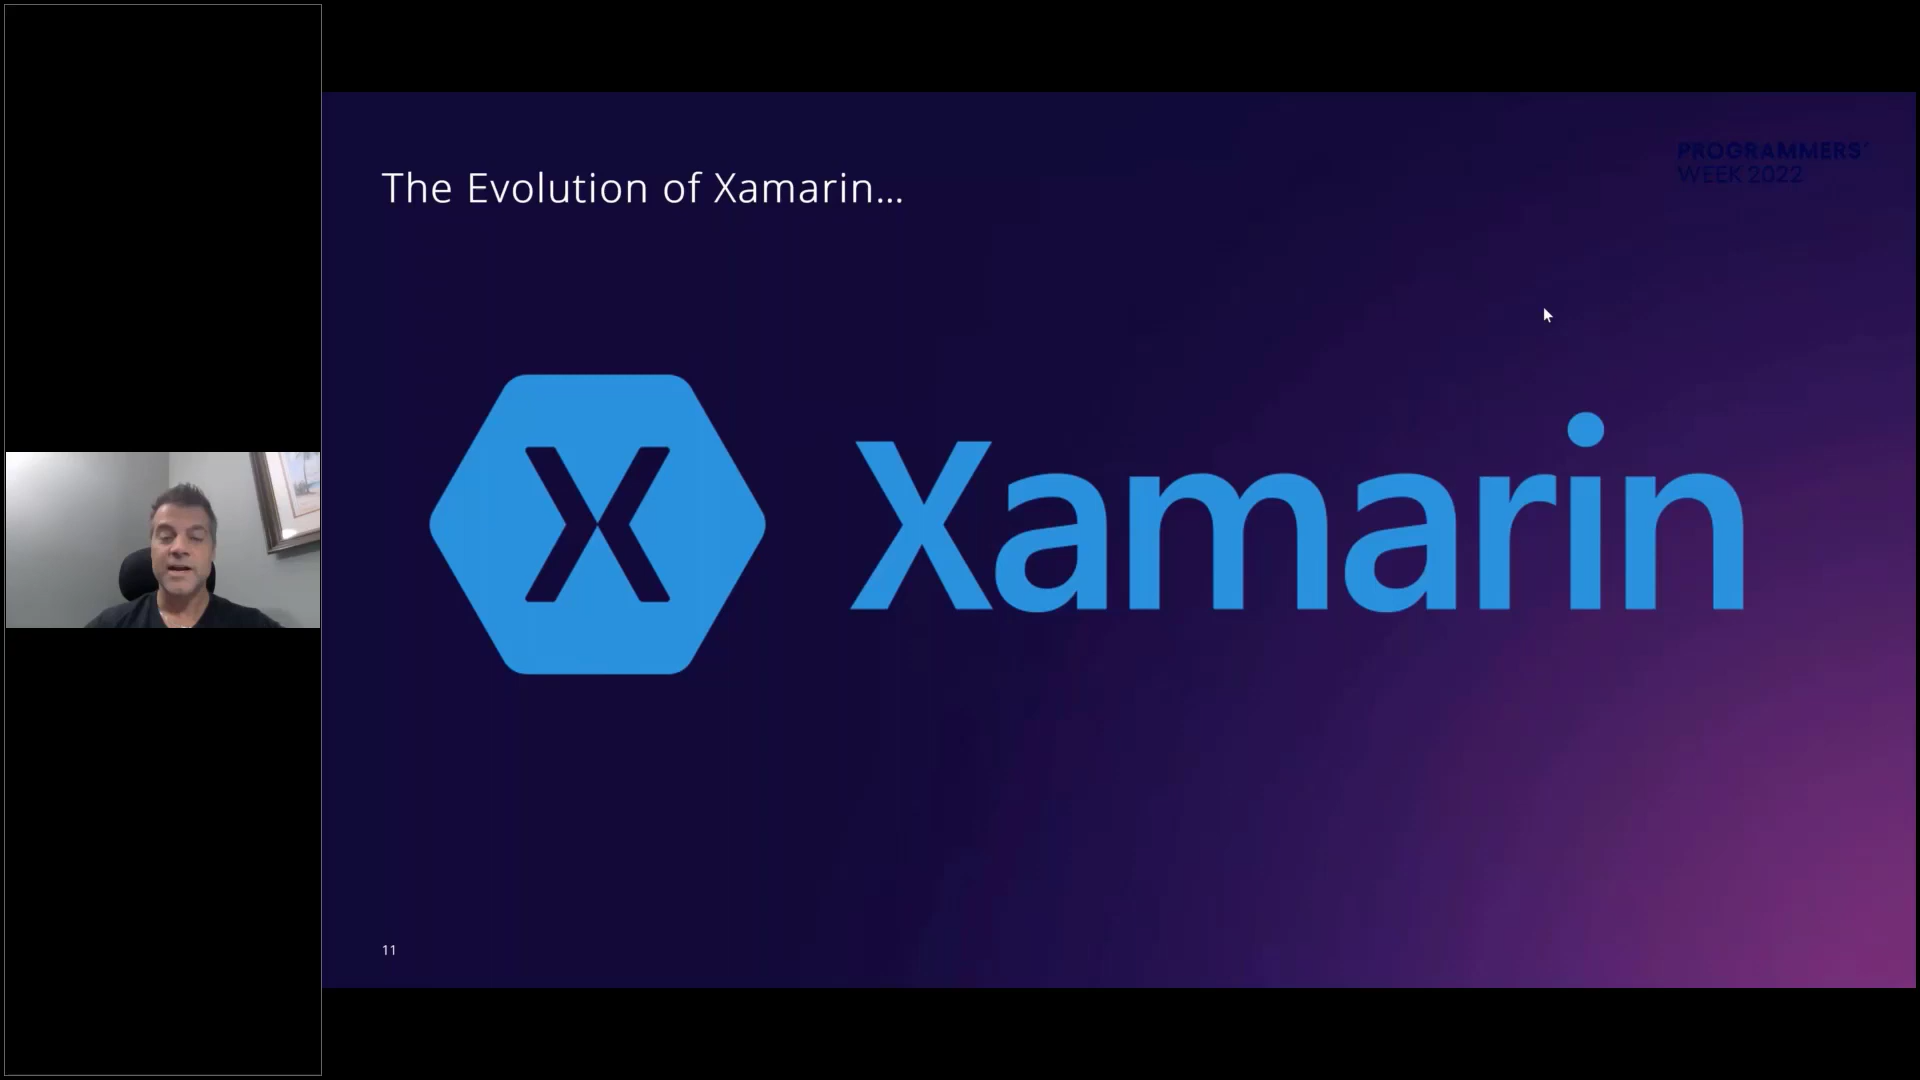 PROGRAMMERS'
WEEK 2022
The Evolution of Xamarin...
X Xamarin
11